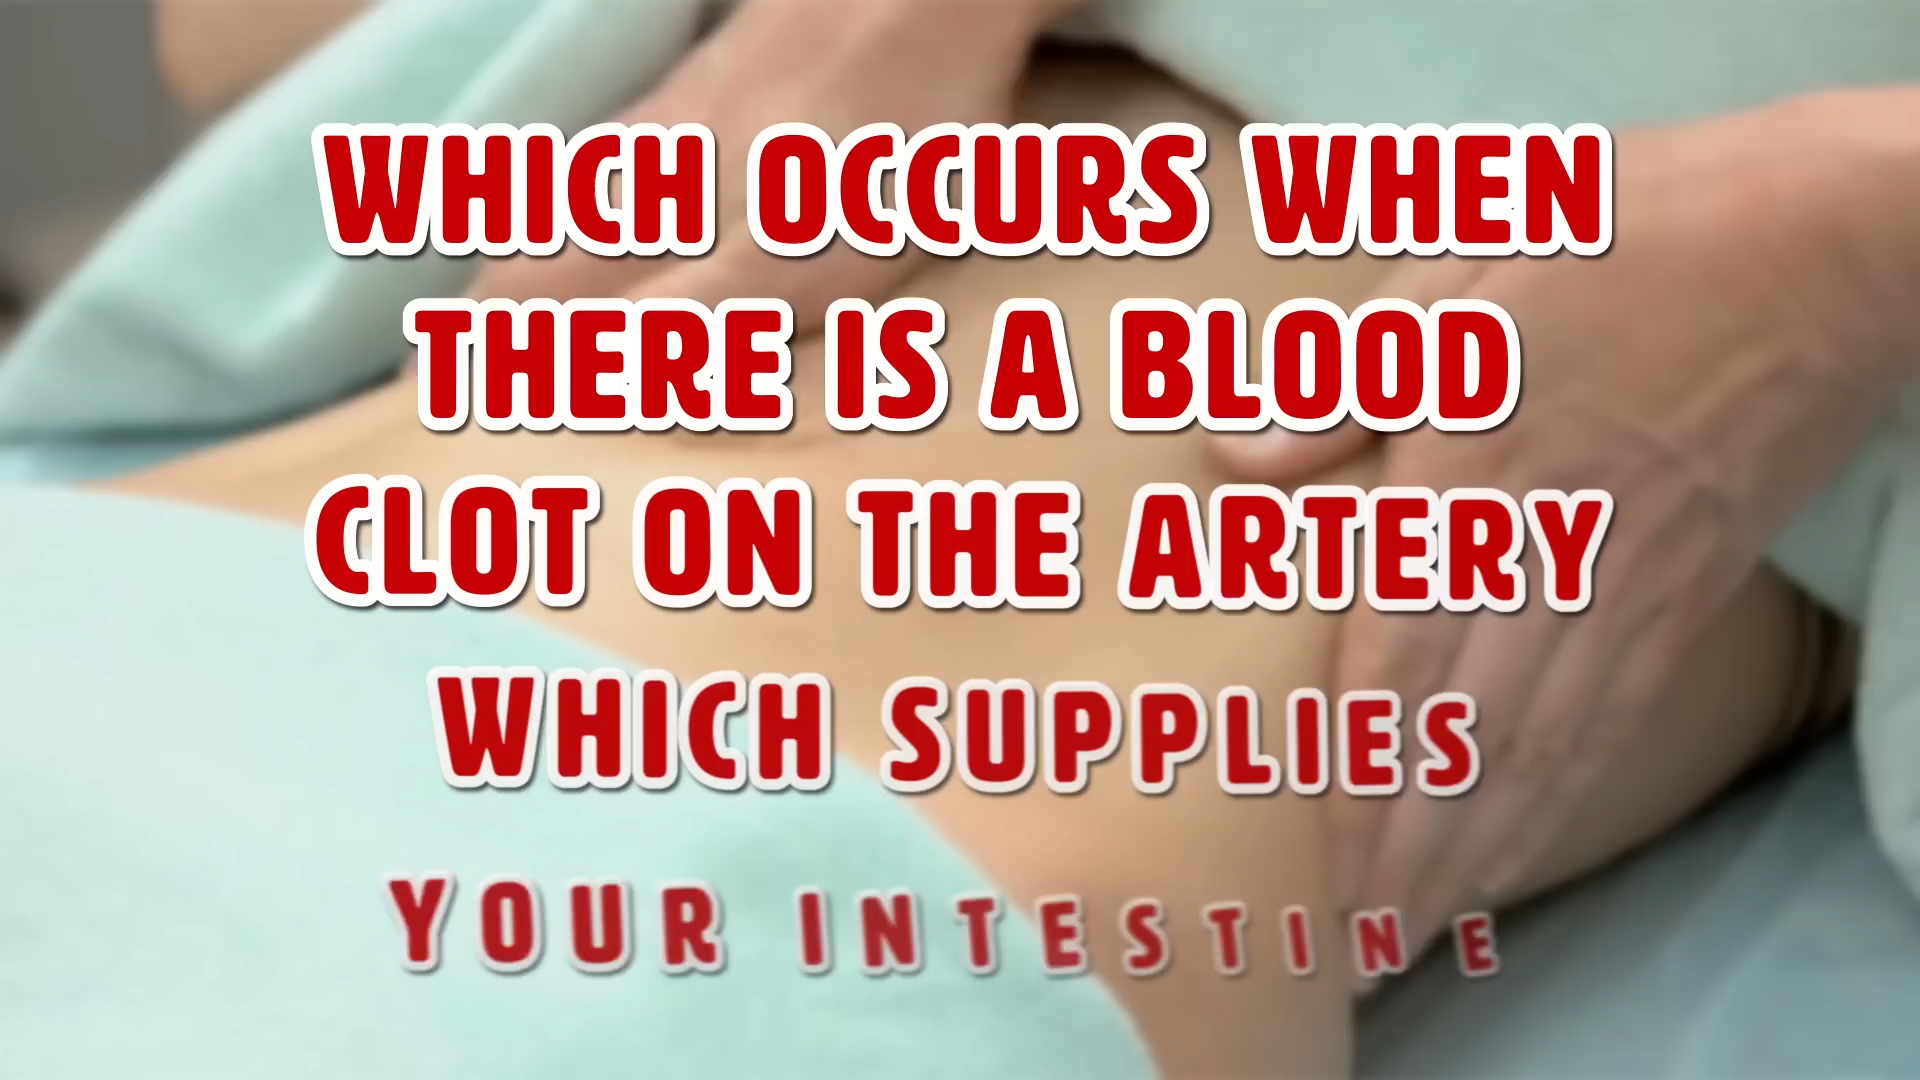 WHICH OCCURS WHEN
THERE IS A BLOOD
CLOT ON THE ARTERY
WHICH SUPPLIES
YOUR INTESTINE